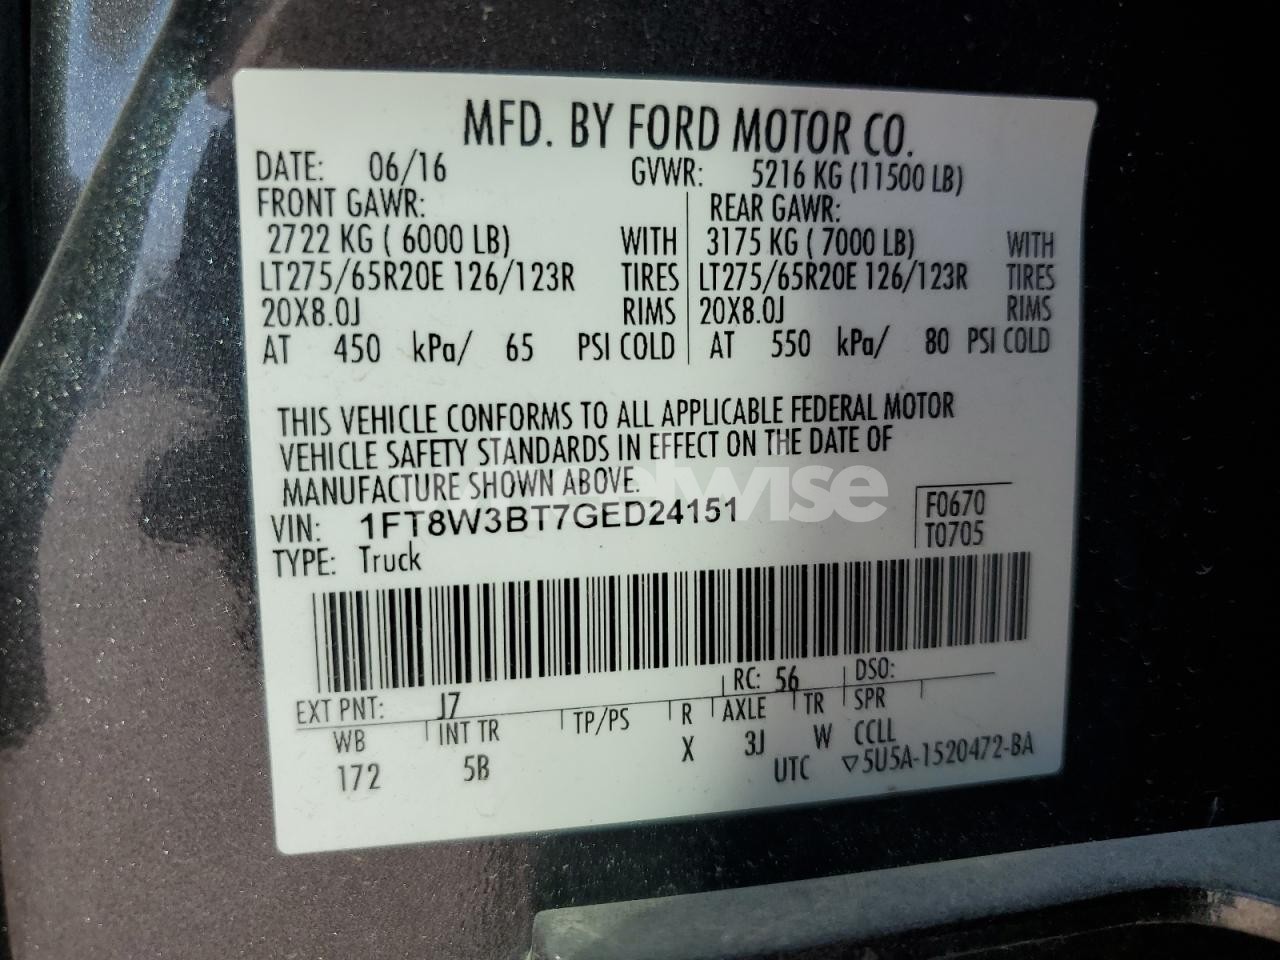 MFD. BY FORD MOTOR CO.
DATE: 06/16 GVWR: 5216 KG (11500 LB)
FRONT GAWR: REAR GAWR:
2722 KG ( 6000 LB) WITH 3175 KG ( 7000 LB) WITH
LT275/65R20E 126/123R TIRES LT275/65R20E 126/123R TIRES
20X8.0J RIMS 20X8.0J RIMS
AT 450 kPa/ 65 PSI COLD AT 550 kPa/ 80 PSI COLD
THIS VEHICLE CONFORMS TO ALL APPLICABLE FEDERAL MOTOR
VEHICLE SAFETY STANDARDS IN EFFECT ON THE DATE OF
MANUFACTURE SHOWN ABOVE.
VIN: 1FT8W3BT7GED24151 F0670
TYPE: Truck T0705
EXT PNT: J7 RC: 56 DSO:
WB INT TR TP/PS R AXLE TR SPR
172 5B X 3J W CCLL
UTC ▽5U5A-1520472-BA